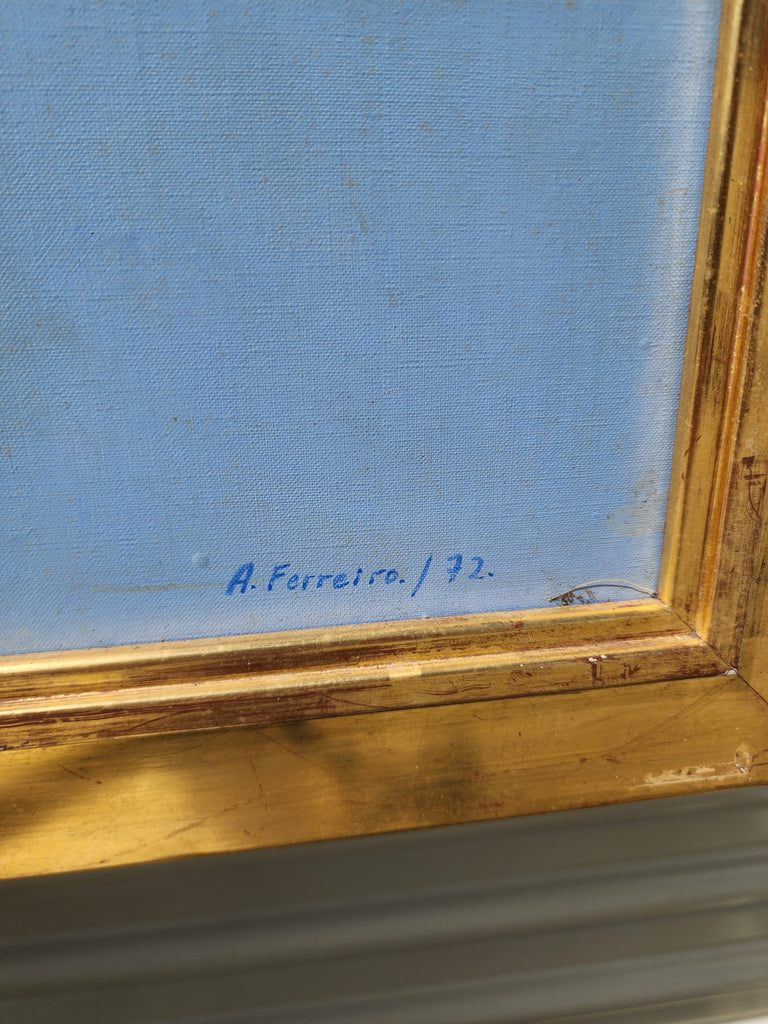 A. Ferreiro. / 72.